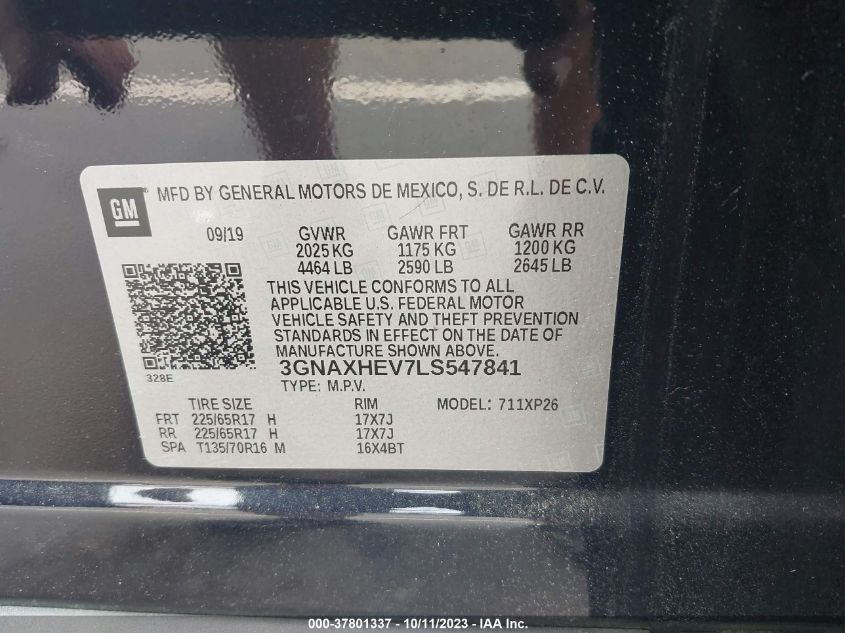 GM MFD BY GENERAL MOTORS DE MEXICO, S. DE R.L. DE C.V.
09/19 GVWR GAWR FRT GAWR RR
2025 KG 1175 KG 1200 KG
4464 LB 2590 LB 2645 LB
THIS VEHICLE CONFORMS TO ALL
APPLICABLE U.S. FEDERAL MOTOR
VEHICLE SAFETY AND THEFT PREVENTION
STANDARDS IN EFFECT ON THE DATE OF
MANUFACTURE SHOWN ABOVE.
3GNAXHEV7LS547841
328E TYPE: M.P.V.
TIRE SIZE RIM MODEL: 711XP26
FRT 225/65R17 H 17X7J
RR 225/65R17 H 17X7J
SPA T135/70R16 M 16X4BT
000-37801337 - 10/11/2023 - IAAI.com/IAAI Inc.